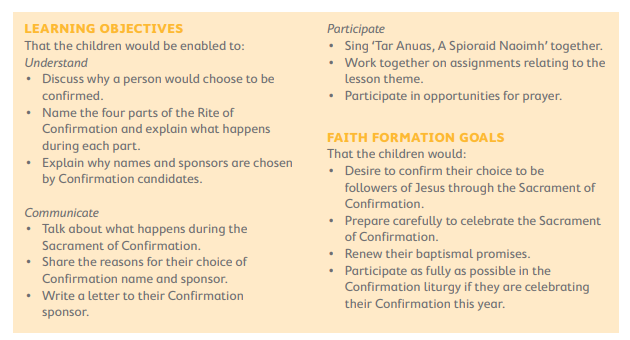 LEARNING OBJECTIVES
That the children would be enabled to:
Understand
• Discuss why a person would choose to be
confirmed.
• Name the four parts of the Rite of
Confirmation and explain what happens
during each part.
• Explain why names and sponsors are chosen
by Confirmation candidates.
Communicate
• Talk about what happens during the
Sacrament of Confirmation.
• Share the reasons for their choice of
Confirmation name and sponsor.
• Write a letter to their Confirmation
sponsor.
Participate
• Sing ‘Tar Anuas, A Spioraid Naoimh’ together.
• Work together on assignments relating to the
lesson theme.
• Participate in opportunities for prayer.
FAITH FORMATION GOALS
That the children would:
• Desire to confirm their choice to be
followers of Jesus through the Sacrament of
Confirmation.
• Prepare carefully to celebrate the Sacrament
of Confirmation.
• Renew their baptismal promises.
• Participate as fully as possible in the
Confirmation liturgy if they are celebrating
their Confirmation this year.